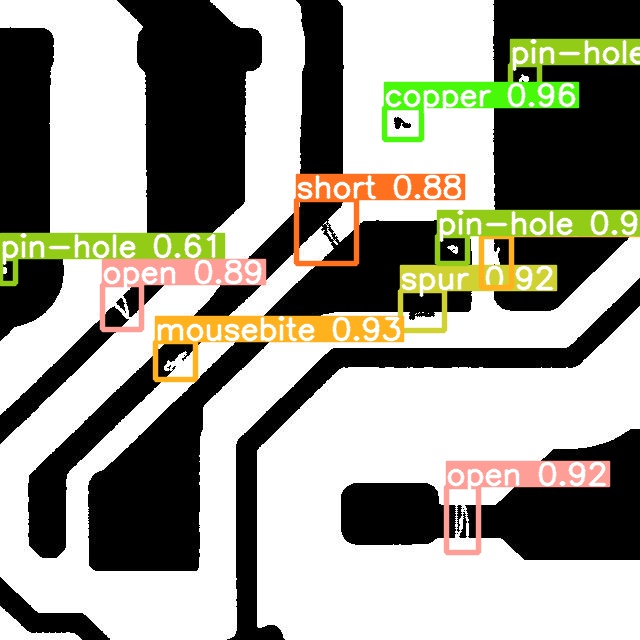 pin-hole
copper 0.96
short 0.88
pin-hole 0.9
pin-hole 0.61
open 0.89
spur 0.92
mousebite 0.93
open 0.92